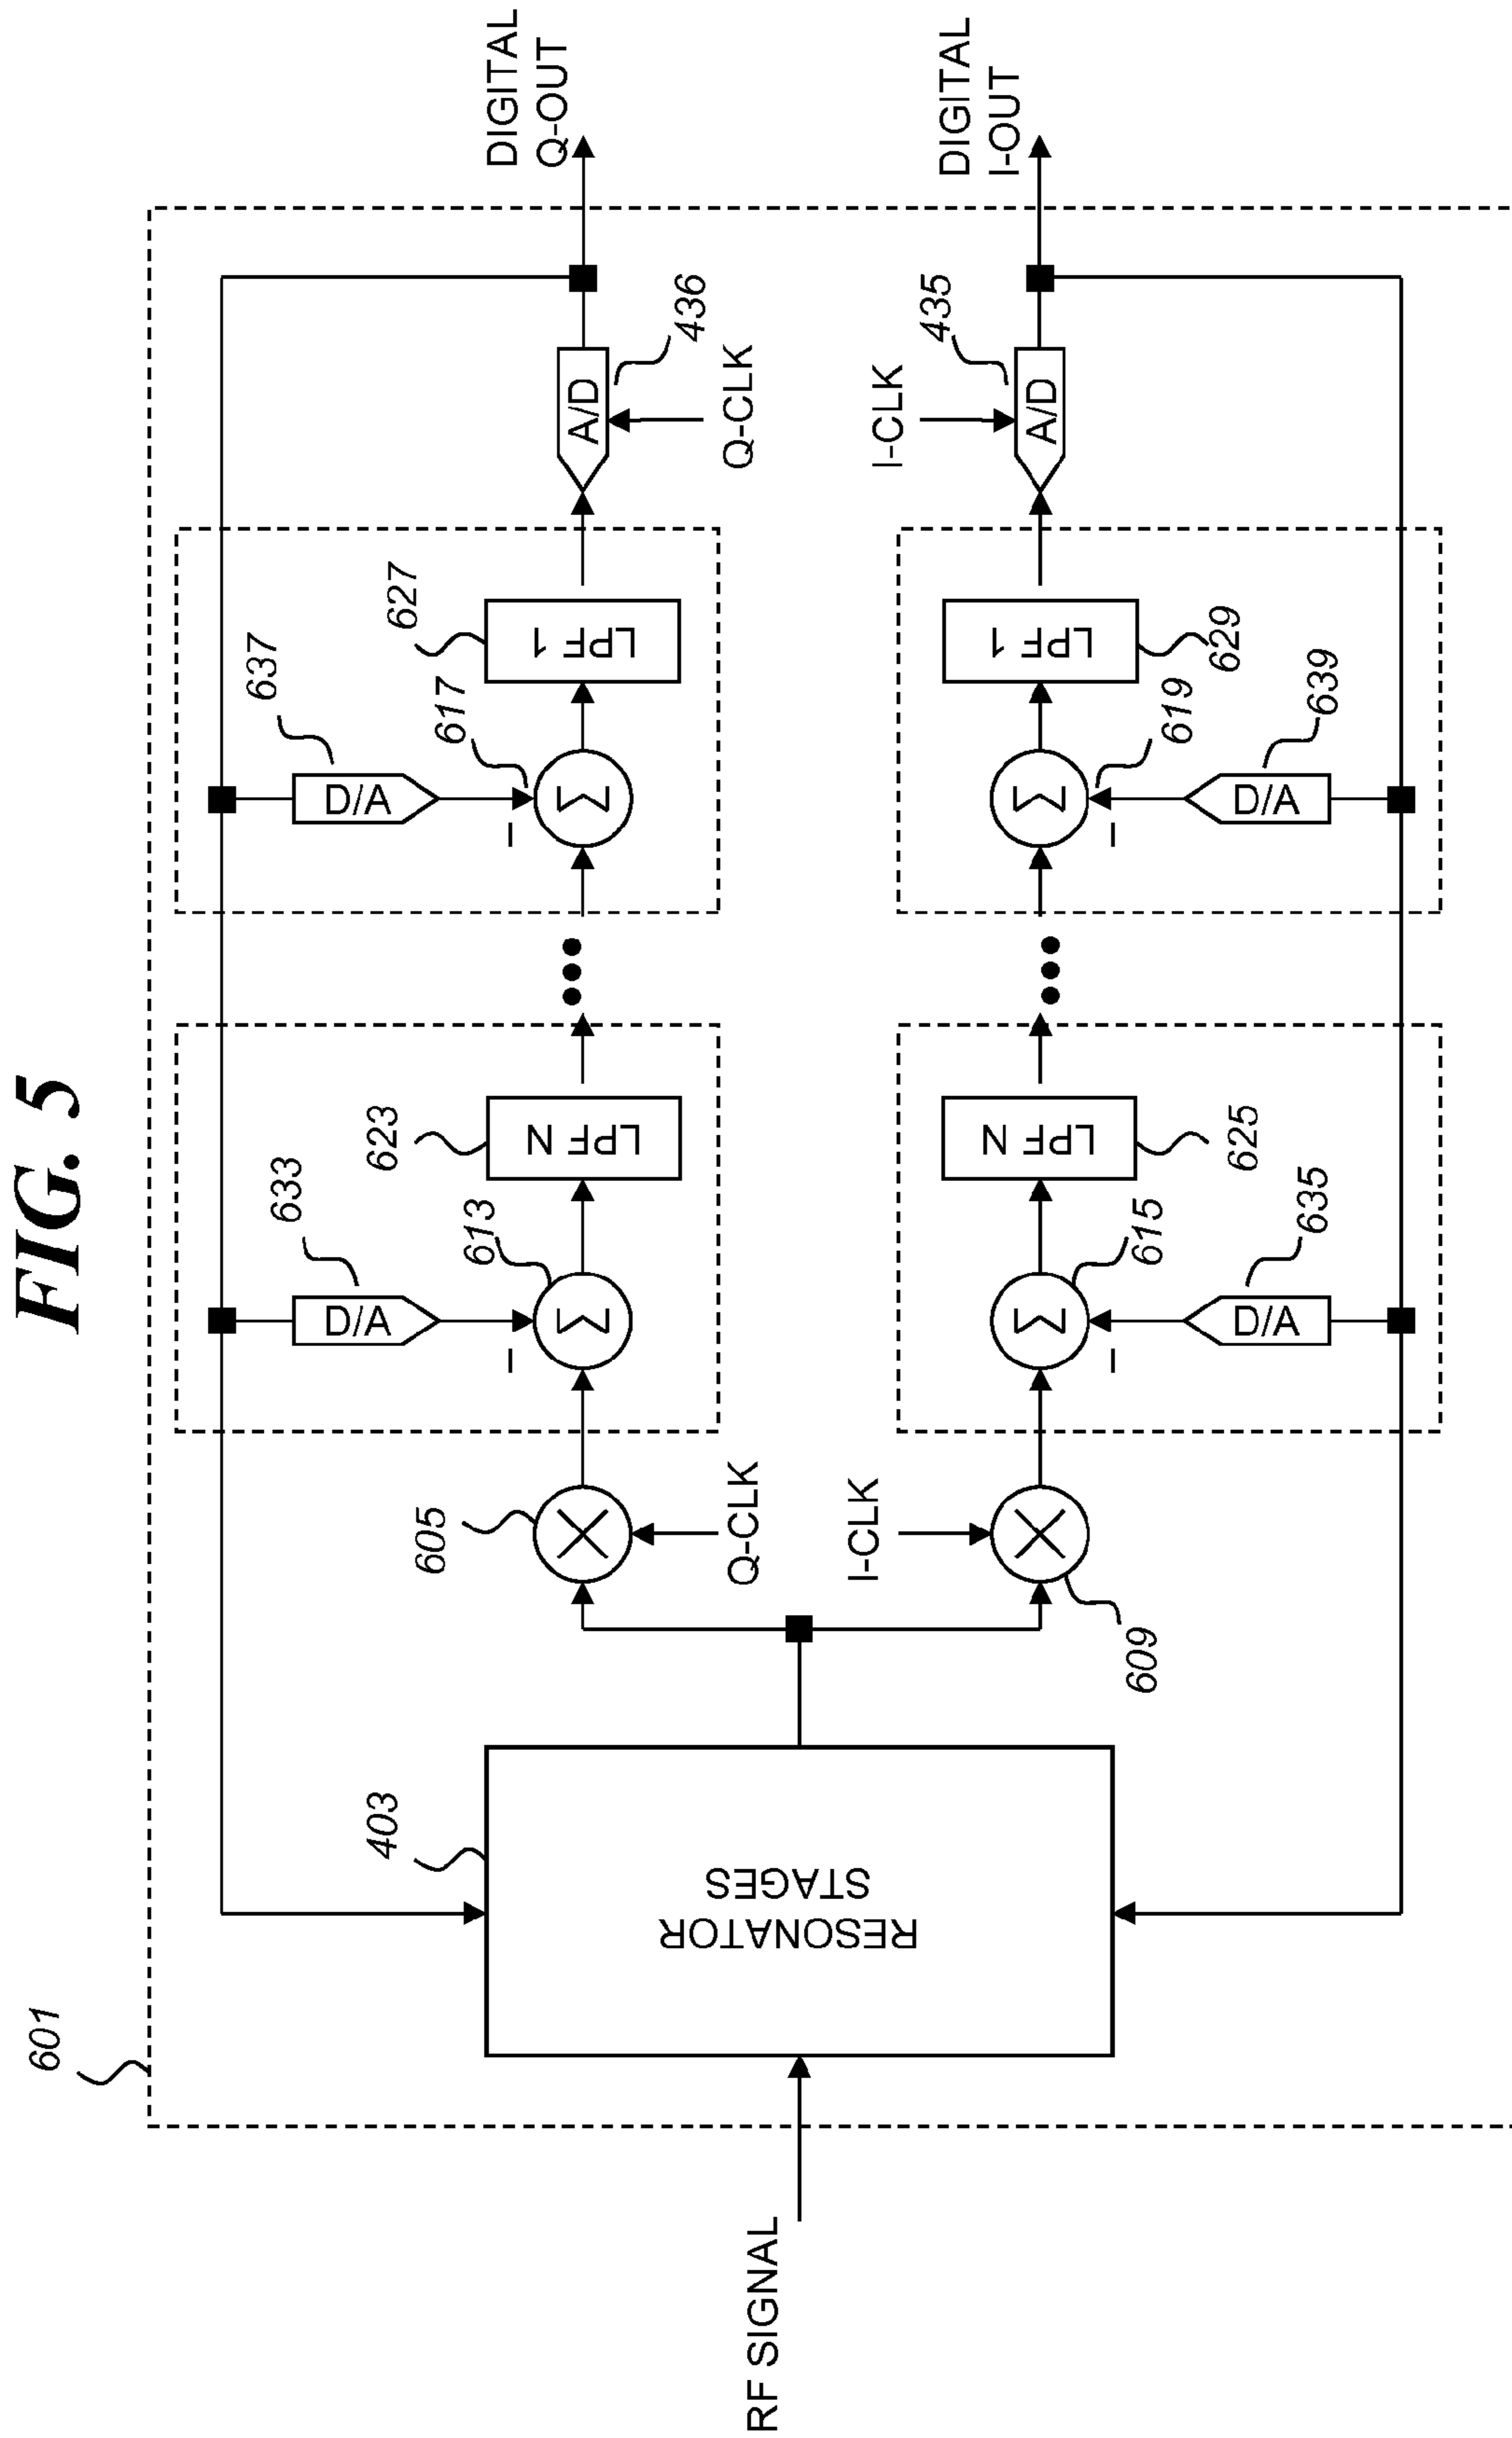 FIG. 5
601
RF SIGNAL
403
RESONATOR
STAGES
605
Q-CLK
I-CLK
609
633
D/A
613
Σ
–
623
LPF N
637
D/A
617
Σ
–
627
LPF 1
A/D
436
Q-CLK
DIGITAL
Q-OUT
635
D/A
615
Σ
–
625
LPF N
639
D/A
619
Σ
–
629
LPF 1
A/D
435
I-CLK
DIGITAL
I-OUT